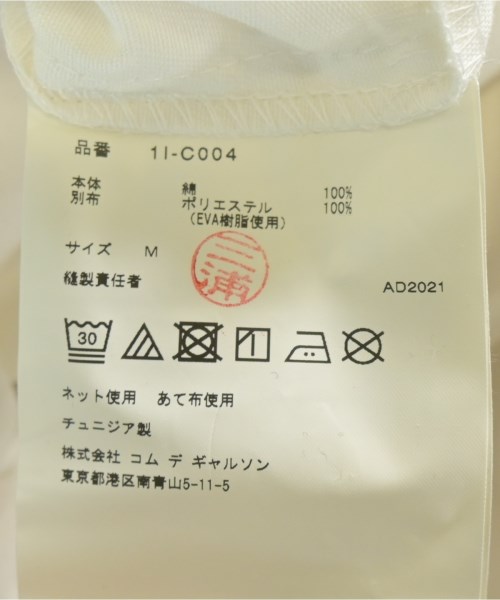 品番 1I-C004
本体 綿 100%
別布 ポリエステル 100%
（EVA樹脂使用）
サイズ M
三浦
縫製責任者 AD2021
30
ネット使用 あて布使用
チュニジア製
株式会社 コム デ ギャルソン
東京都港区南青山5-11-5